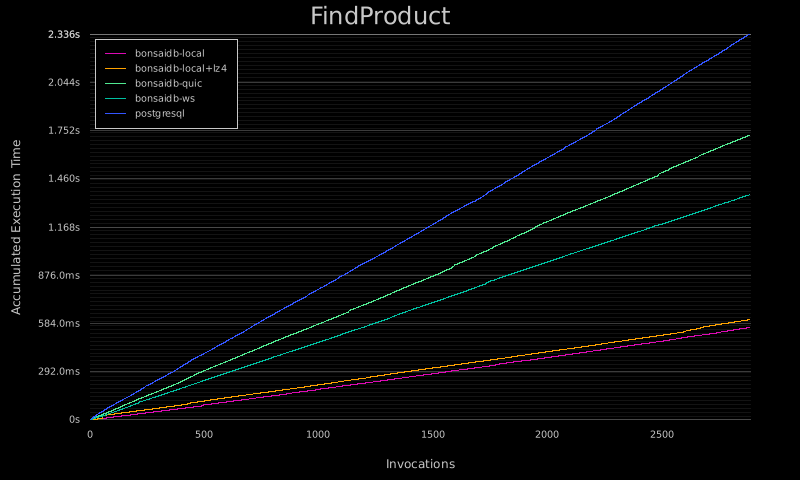 FindProduct
2.336s
2.044s
1.752s
1.460s
1.168s
876.0ms
584.0ms
292.0ms
0s
Accumulated Execution Time
bonsaidb-local
bonsaidb-local+lz4
bonsaidb-quic
bonsaidb-ws
postgresql
0 500 1000 1500 2000 2500
Invocations